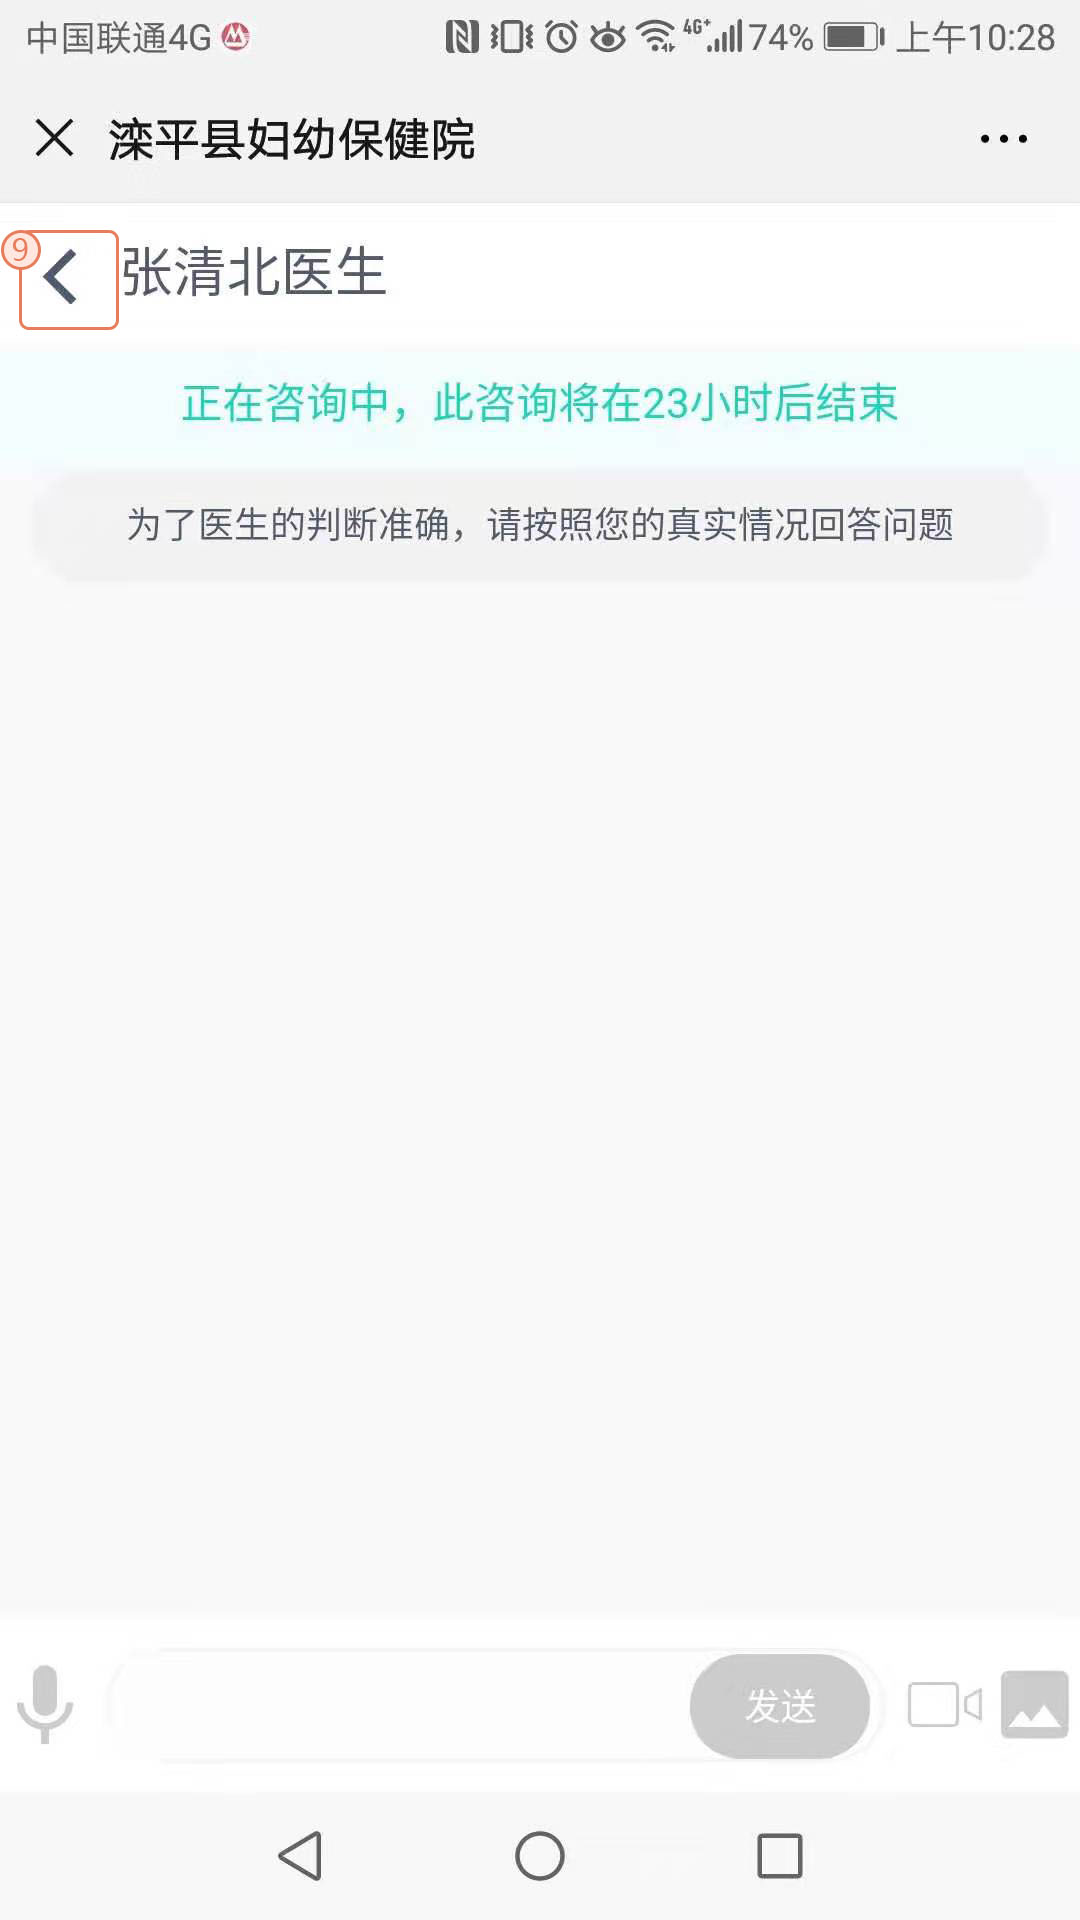 中国联通4G 4G+ 74% 上午10:28
滦平县妇幼保健院
9
张清北医生
正在咨询中，此咨询将在23小时后结束
为了医生的判断准确，请按照您的真实情况回答问题
发送